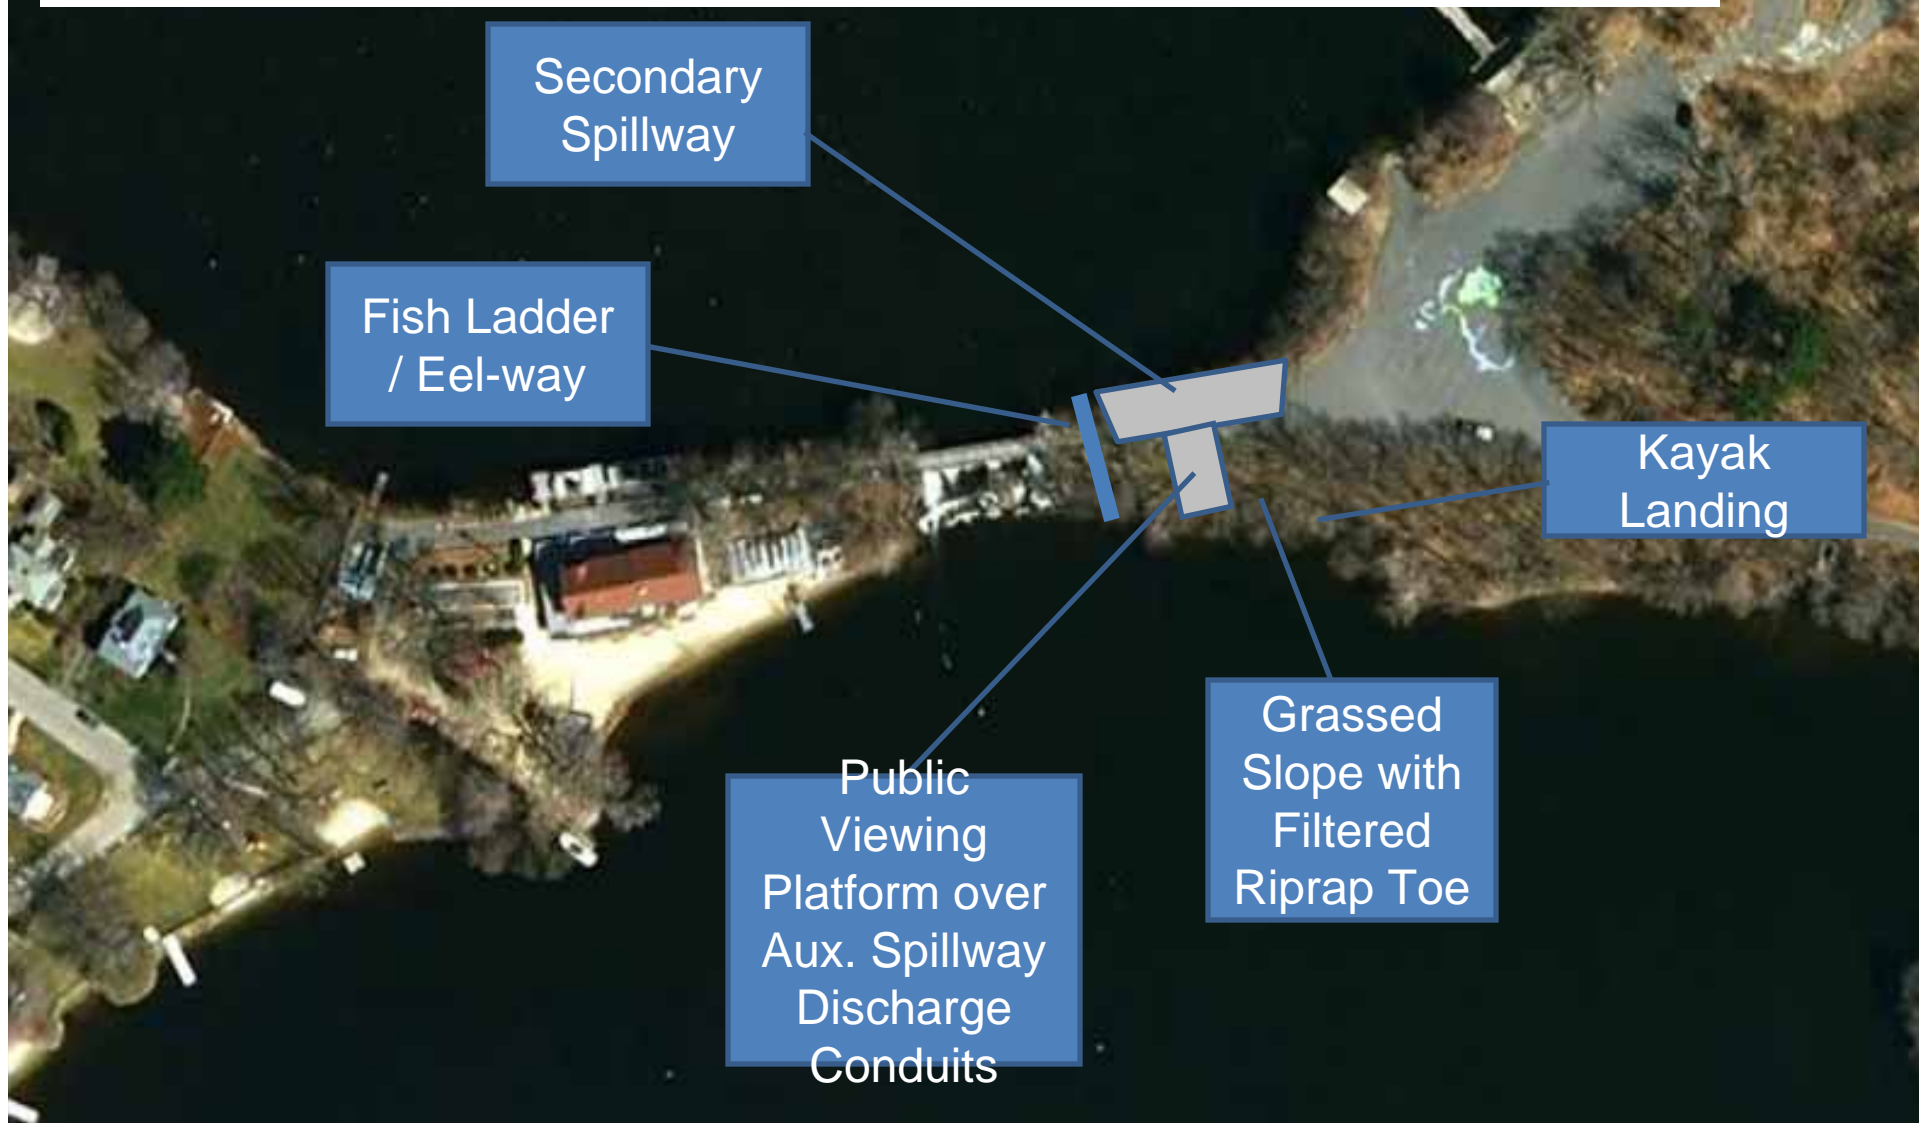 Secondary
Spillway
Fish Ladder
/ Eel-way
Kayak
Landing
Grassed
Slope with
Filtered
Riprap Toe
Public
Viewing
Platform over
Aux. Spillway
Discharge
Conduits